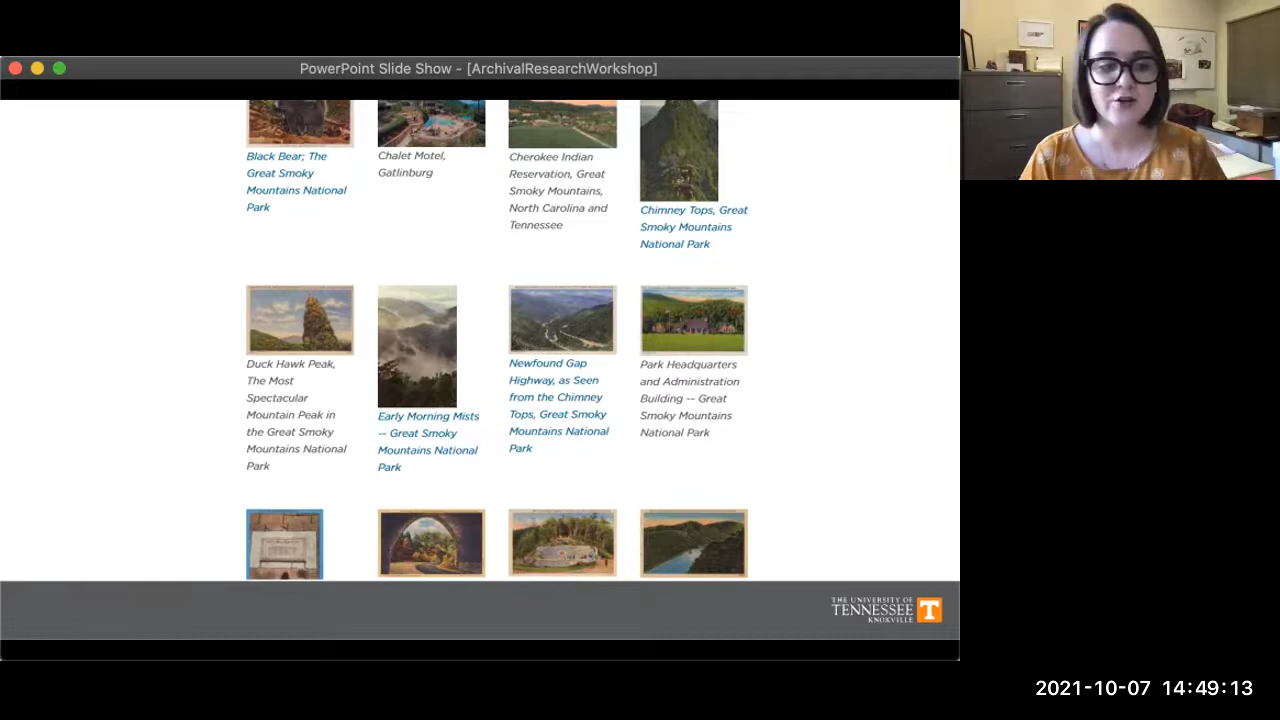 PowerPoint Slide Show - [ArchivalResearchWorkshop]
Black Bear; The
Great Smoky
Mountains National
Park
Chalet Motel,
Gatlinburg
Cherokee Indian
Reservation, Great
Smoky Mountains,
North Carolina and
Tennessee
Chimney Tops, Great
Smoky Mountains
National Park
Duck Hawk Peak,
The Most
Spectacular
Mountain Peak in
the Great Smoky
Mountains National
Park
Early Morning Mists
-- Great Smoky
Mountains National
Park
Newfound Gap
Highway, as Seen
from the Chimney
Tops, Great Smoky
Mountains National
Park
Park Headquarters
and Administration
Building -- Great
Smoky Mountains
National Park
THE UNIVERSITY OF
TENNESSEE
KNOXVILLE
T
2021-10-07 14:49:13